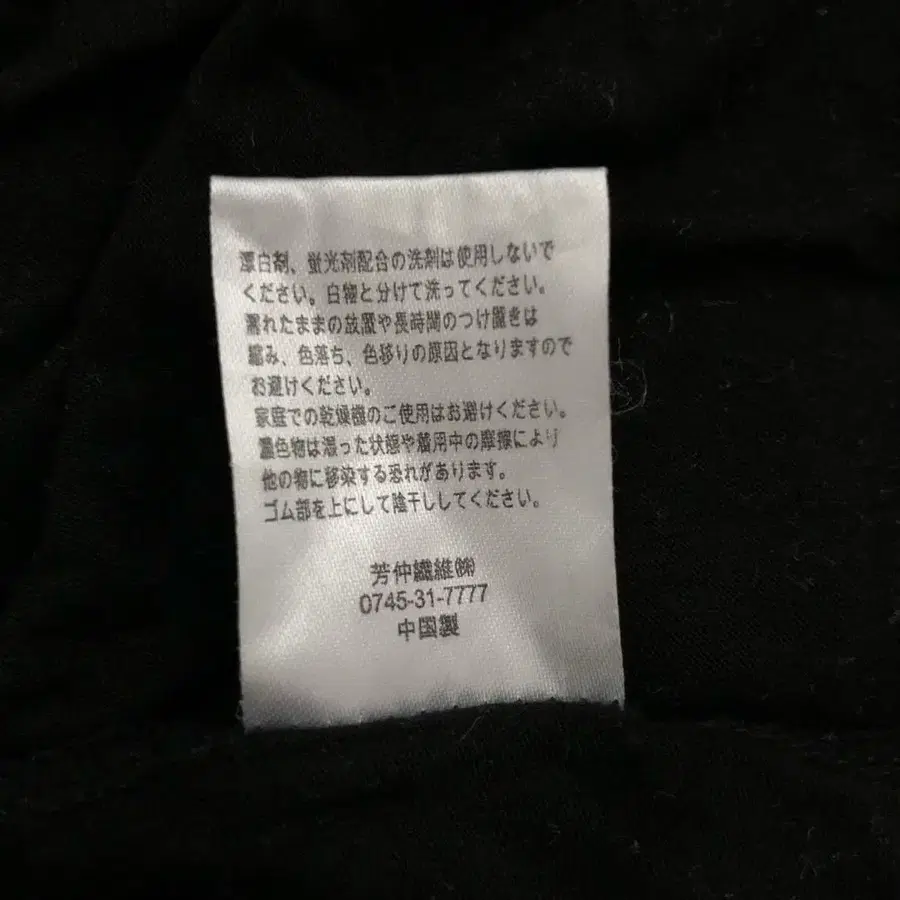 漂白剤、蛍光剤配合の洗剤は使用しないで
ください。白物と分けて洗ってください。
濡れたままの放置や長時間のつけ置きは
縮み、色落ち、色移りの原因となりますので
お避けください。
家庭での乾燥機のご使用はお避けください。
濃色物は湿った状態や着用中の摩擦により
他の物に移染する恐れがあります。
ゴム部を上にして陰干ししてください。
芳仲繊維㈱
0745-31-7777
中国製